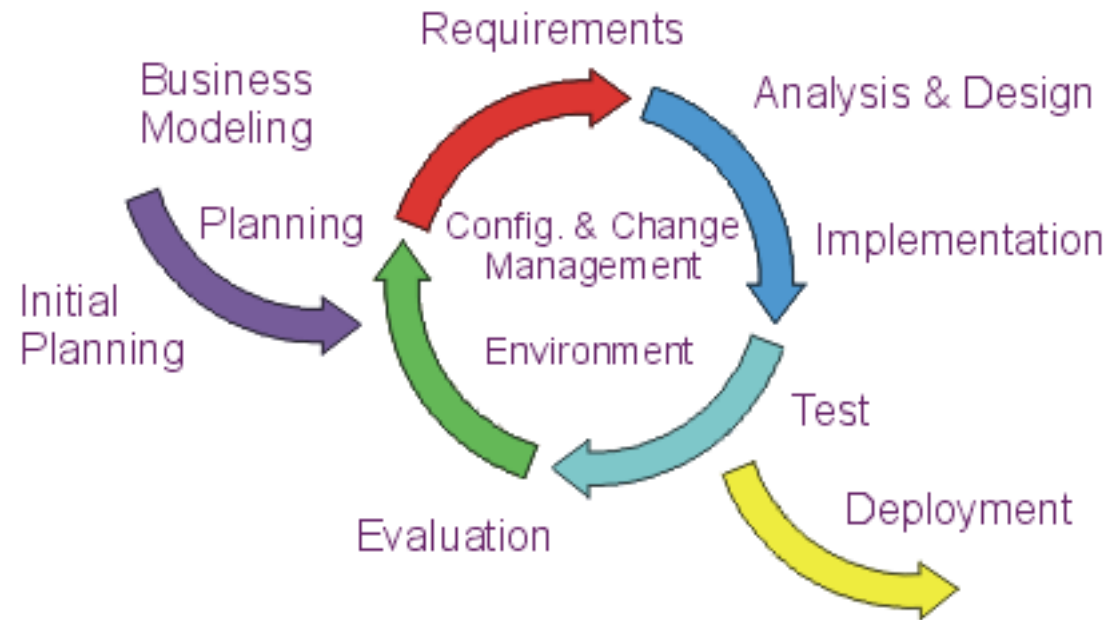 Requirements
Business
Modeling
Analysis & Design
Planning
Config. & Change
Management
Implementation
Initial
Planning
Environment
Test
Deployment
Evaluation